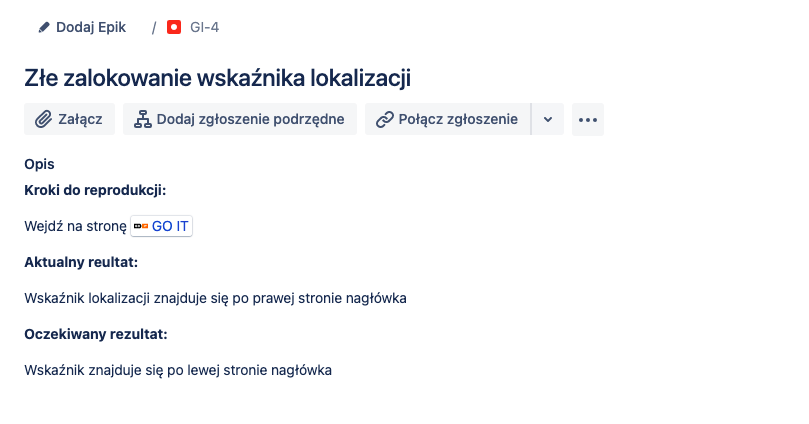 Dodaj Epik / GI-4
Złe zalokowanie wskaźnika lokalizacji
Załącz Dodaj zgłoszenie podrzędne Połącz zgłoszenie
Opis
Kroki do reprodukcji:
Wejdź na stronę GO IT
Aktualny reultat:
Wskaźnik lokalizacji znajduje się po prawej stronie nagłówka
Oczekiwany rezultat:
Wskaźnik znajduje się po lewej stronie nagłówka